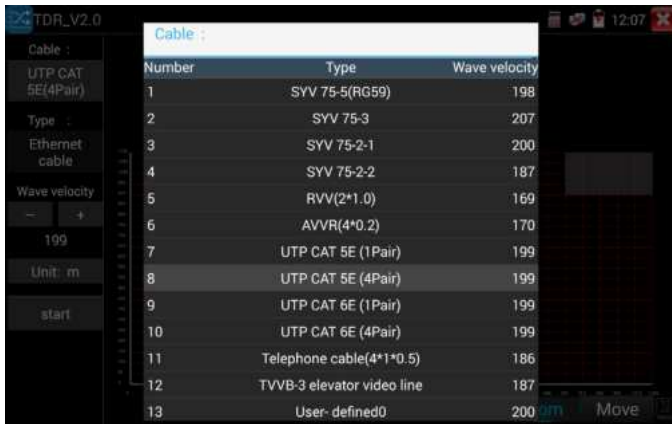 TDR_V2.0
12:07
Cable :
UTP CAT
5E(4Pair)
Type :
Ethernet
cable
Wave velocity
− +
199
Unit: m
start
Cable :
Number Type Wave velocity
1 SYV 75-5(RG59) 198
2 SYV 75-3 207
3 SYV 75-2-1 200
4 SYV 75-2-2 187
5 RVV(2*1.0) 169
6 AVVR(4*0.2) 170
7 UTP CAT 5E (1Pair) 199
8 UTP CAT 5E (4Pair) 199
9 UTP CAT 6E (1Pair) 199
10 UTP CAT 6E (4Pair) 199
11 Telephone cable(4*1*0.5) 186
12 TVVB-3 elevator video line 187
13 User- defined0 200
Move